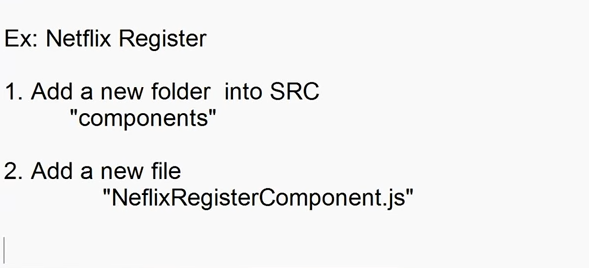 Ex: Netflix Register
1. Add a new folder  into SRC
"components"
2. Add a new file
"NeflixRegisterComponent.js"